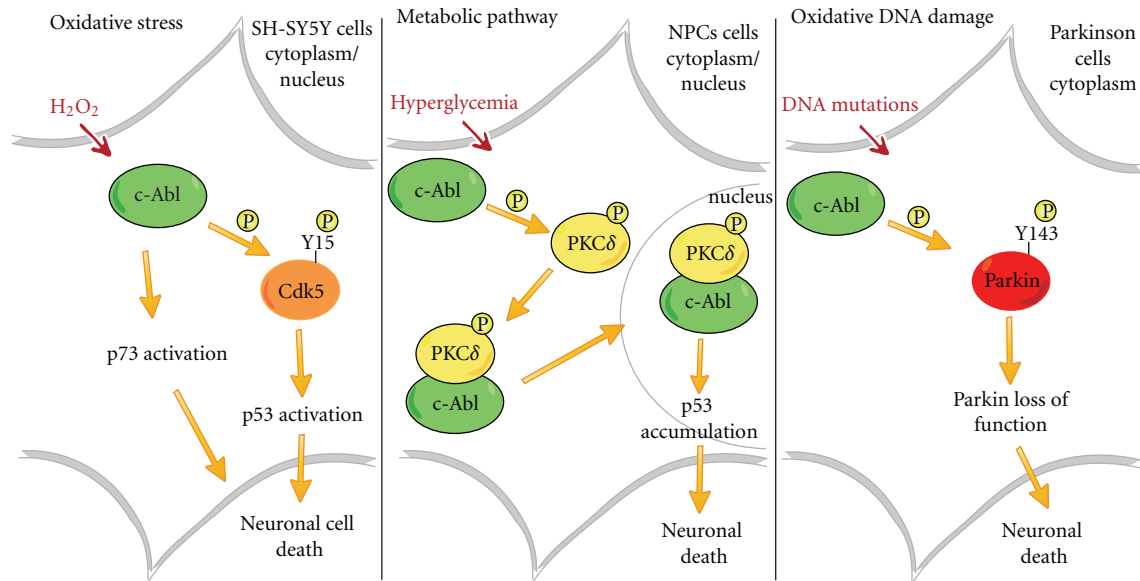 Oxidative stress
SH-SY5Y cells
cytoplasm/
nucleus
H₂O₂
c-Abl
P
P
Y15
Cdk5
p73 activation
p53 activation
Neuronal cell
death
Metabolic pathway
NPCs cells
cytoplasm/
nucleus
Hyperglycemia
c-Abl
P
P
PKCδ
P
PKCδ
c-Abl
nucleus
P
PKCδ
c-Abl
p53
accumulation
Neuronal
death
Oxidative DNA damage
Parkinson
cells
cytoplasm
DNA mutations
c-Abl
P
P
Y143
Parkin
Parkin loss of
function
Neuronal
death